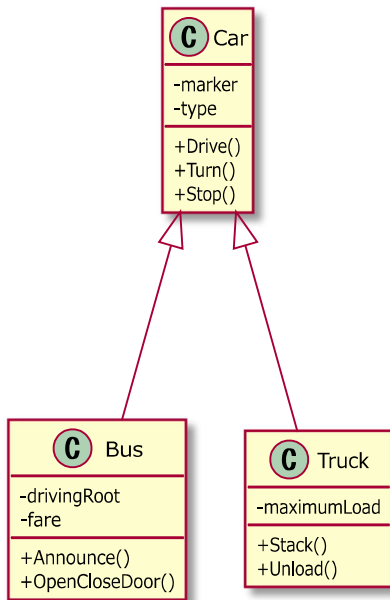 C Car
-marker
-type
+Drive()
+Turn()
+Stop()
C Bus
-drivingRoot
-fare
+Announce()
+OpenCloseDoor()
C Truck
-maximumLoad
+Stack()
+Unload()